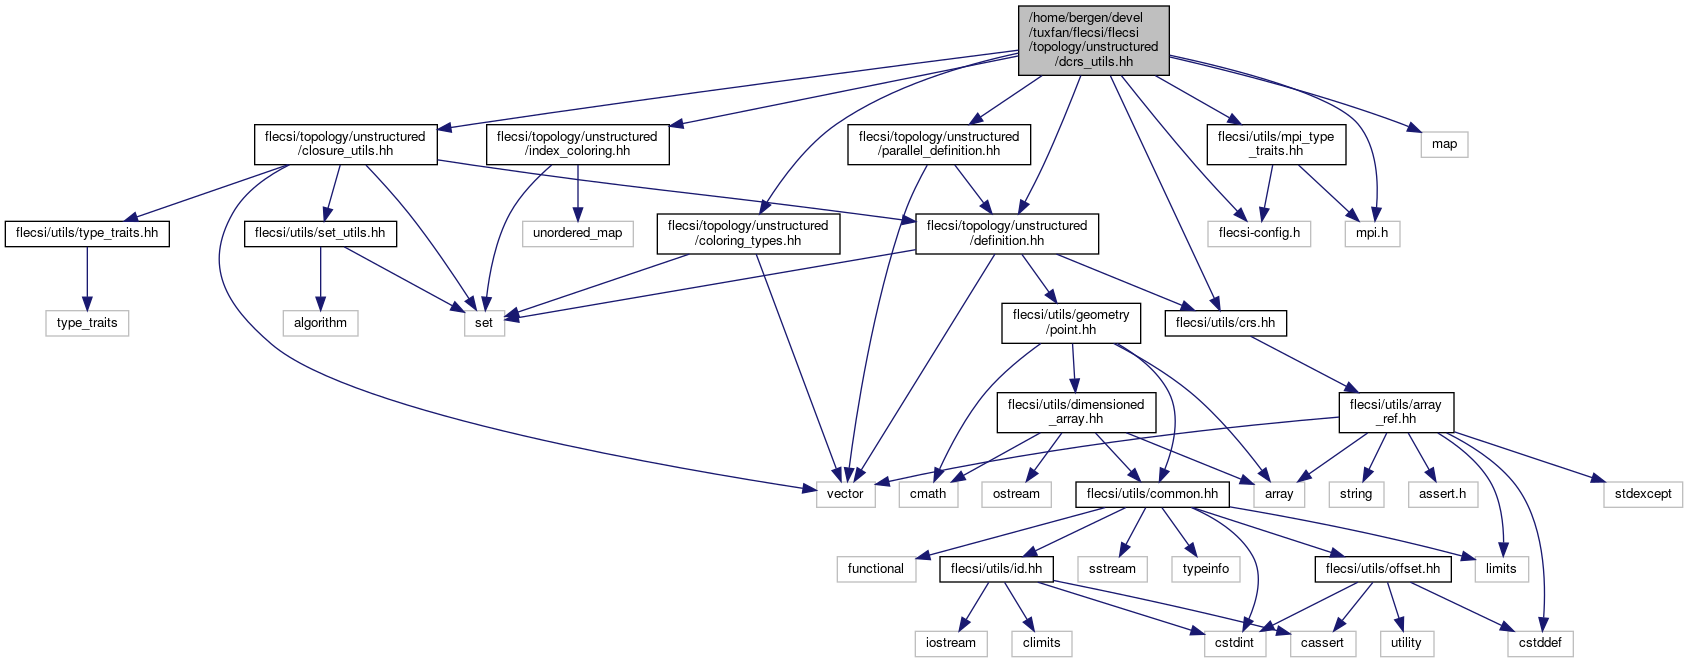 /home/bergen/devel
/tuxfan/flecsi/flecsi
/topology/unstructured
/dcrs_utils.hh
flecsi/topology/unstructured
/closure_utils.hh
flecsi/topology/unstructured
/index_coloring.hh
flecsi/topology/unstructured
/parallel_definition.hh
flecsi/utils/mpi_type
_traits.hh
map
flecsi/utils/type_traits.hh
flecsi/utils/set_utils.hh
unordered_map
flecsi/topology/unstructured
/coloring_types.hh
flecsi/topology/unstructured
/definition.hh
flecsi-config.h
mpi.h
type_traits
algorithm
set
flecsi/utils/geometry
/point.hh
flecsi/utils/crs.hh
flecsi/utils/dimensioned
_array.hh
flecsi/utils/array
_ref.hh
vector
cmath
ostream
flecsi/utils/common.hh
array
string
assert.h
stdexcept
functional
flecsi/utils/id.hh
sstream
typeinfo
flecsi/utils/offset.hh
limits
iostream
climits
cstdint
cassert
utility
cstddef